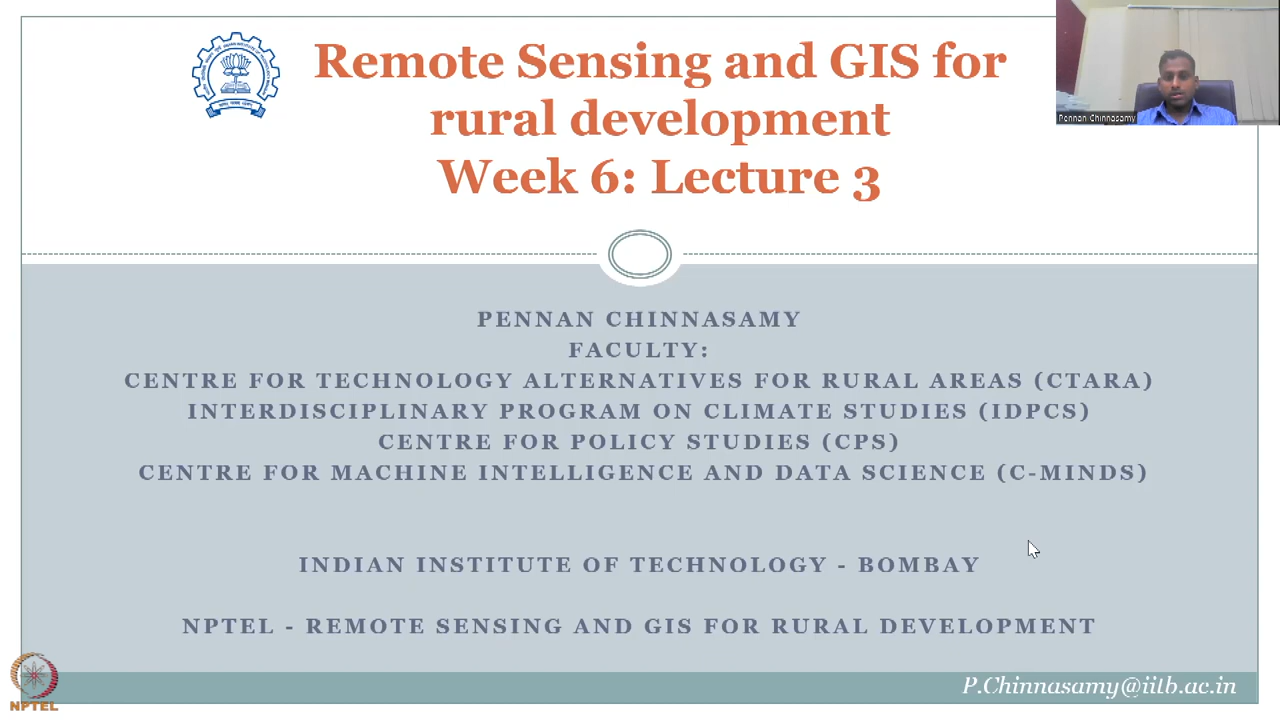 Remote Sensing and GIS for
rural development
Week 6: Lecture 3
Pennan Chinnasamy
PENNAN CHINNASAMY
FACULTY:
CENTRE FOR TECHNOLOGY ALTERNATIVES FOR RURAL AREAS (CTARA)
INTERDISCIPLINARY PROGRAM ON CLIMATE STUDIES (IDPCS)
CENTRE FOR POLICY STUDIES (CPS)
CENTRE FOR MACHINE INTELLIGENCE AND DATA SCIENCE (C-MINDS)
INDIAN INSTITUTE OF TECHNOLOGY - BOMBAY
NPTEL - REMOTE SENSING AND GIS FOR RURAL DEVELOPMENT
P.Chinnasamy@iitb.ac.in
NPTEL